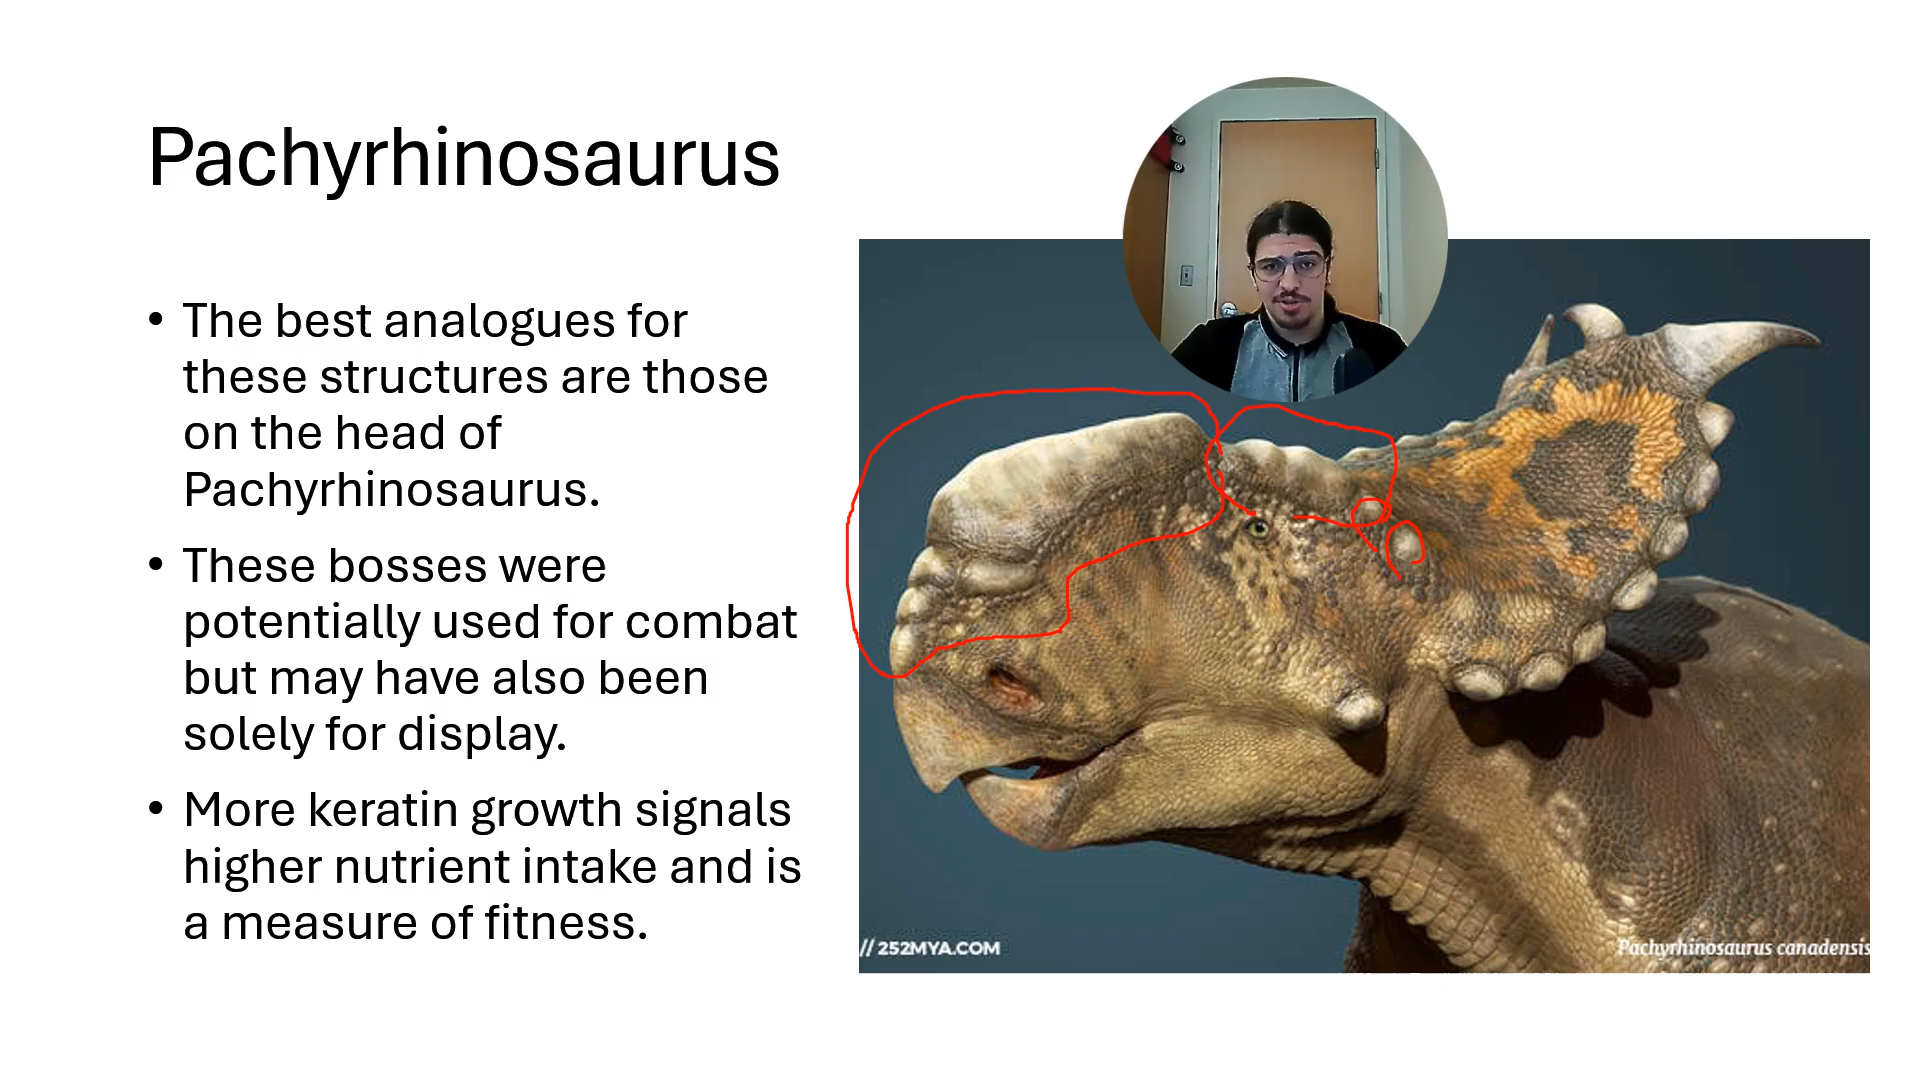 Pachyrhinosaurus
• The best analogues for
these structures are those
on the head of
Pachyrhinosaurus.
• These bosses were
potentially used for combat
but may have also been
solely for display.
• More keratin growth signals
higher nutrient intake and is
a measure of fitness.
// 252MYA.COM
Pachyrhinosaurus canadensis